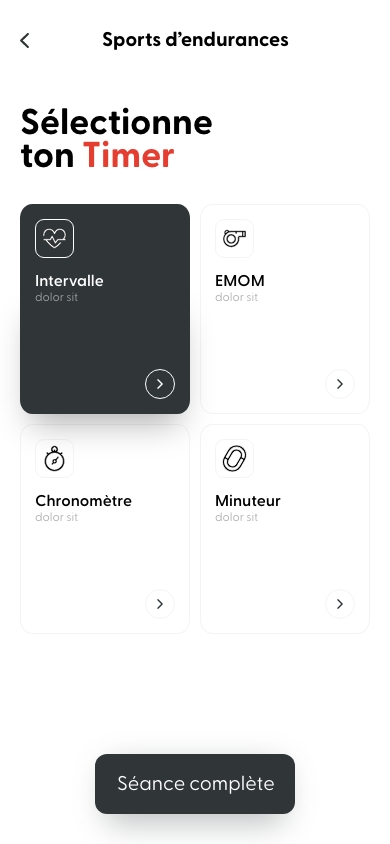 Sports d’endurances
Sélectionne
ton Timer
Intervalle
dolor sit
EMOM
dolor sit
Chronomètre
dolor sit
Minuteur
dolor sit
Séance complète